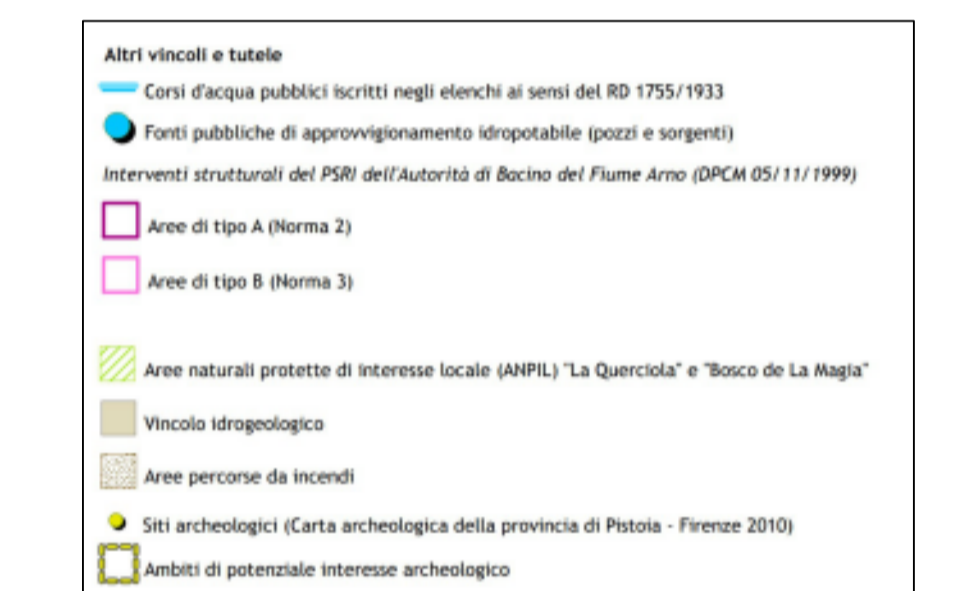 Altri vincoli e tutele
Corsi d'acqua pubblici iscritti negli elenchi ai sensi del RD 1755/1933
Fonti pubbliche di approvvigionamento idropotabile (pozzi e sorgenti)
Interventi strutturali del PSRI dell'Autorità di Bacino del Fiume Arno (DPCM 05/11/1999)
Aree di tipo A (Norma 2)
Aree di tipo B (Norma 3)
Aree naturali protette di interesse locale (ANPIL) "La Querciola" e "Bosco de La Magia"
Vincolo idrogeologico
Aree percorse da incendi
Siti archeologici (Carta archeologica della provincia di Pistoia - Firenze 2010)
Ambiti di potenziale interesse archeologico